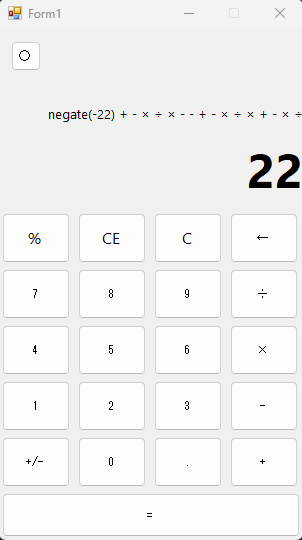 Form1
○
negate(-22) + - × ÷ × - - + - × ÷ × + - × ÷
22
% CE C ←
7 8 9 ÷
4 5 6 ×
1 2 3 -
+/- 0 . +
=